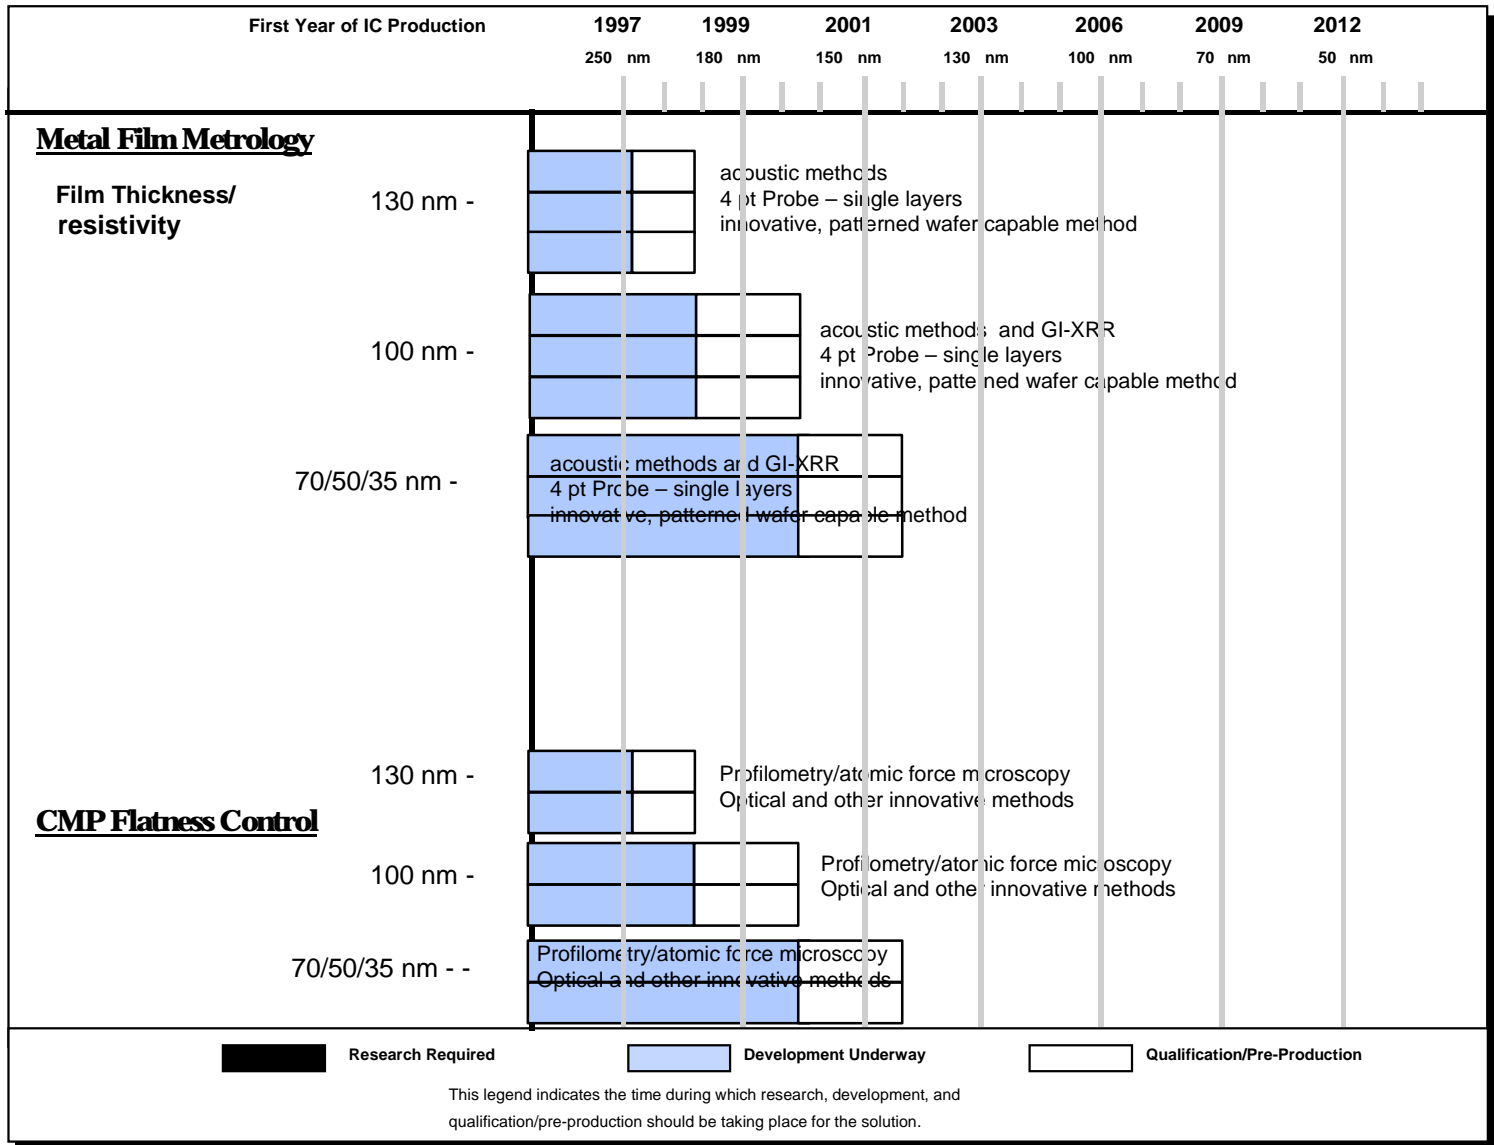 First Year of IC Production 1997 1999 2001 2003 2006 2009 2012
250 nm 180 nm 150 nm 130 nm 100 nm 70 nm 50 nm
Metal Film Metrology
Film Thickness/
resistivity
130 nm -
acoustic methods
4 pt Probe – single layers
innovative, patterned wafer capable method
100 nm -
acoustic methods and GI-XRR
4 pt Probe – single layers
innovative, patterned wafer capable method
70/50/35 nm -
acoustic methods and GI-XRR
4 pt Probe – single layers
innovative, patterned wafer capable method
130 nm -
Profilometry/atomic force microscopy
Optical and other innovative methods
CMP Flatness Control
100 nm -
Profilometry/atomic force microscopy
Optical and other innovative methods
70/50/35 nm - -
Profilometry/atomic force microscopy
Optical and other innovative methods
Research Required Development Underway Qualification/Pre-Production
This legend indicates the time during which research, development, and
qualification/pre-production should be taking place for the solution.